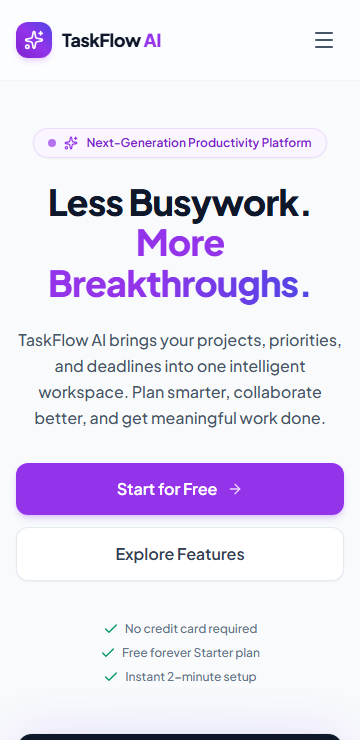 TaskFlow AI
Next-Generation Productivity Platform
Less Busywork.
More
Breakthroughs.
TaskFlow AI brings your projects, priorities,
and deadlines into one intelligent
workspace. Plan smarter, collaborate
better, and get meaningful work done.
Start for Free
Explore Features
No credit card required
Free forever Starter plan
Instant 2-minute setup